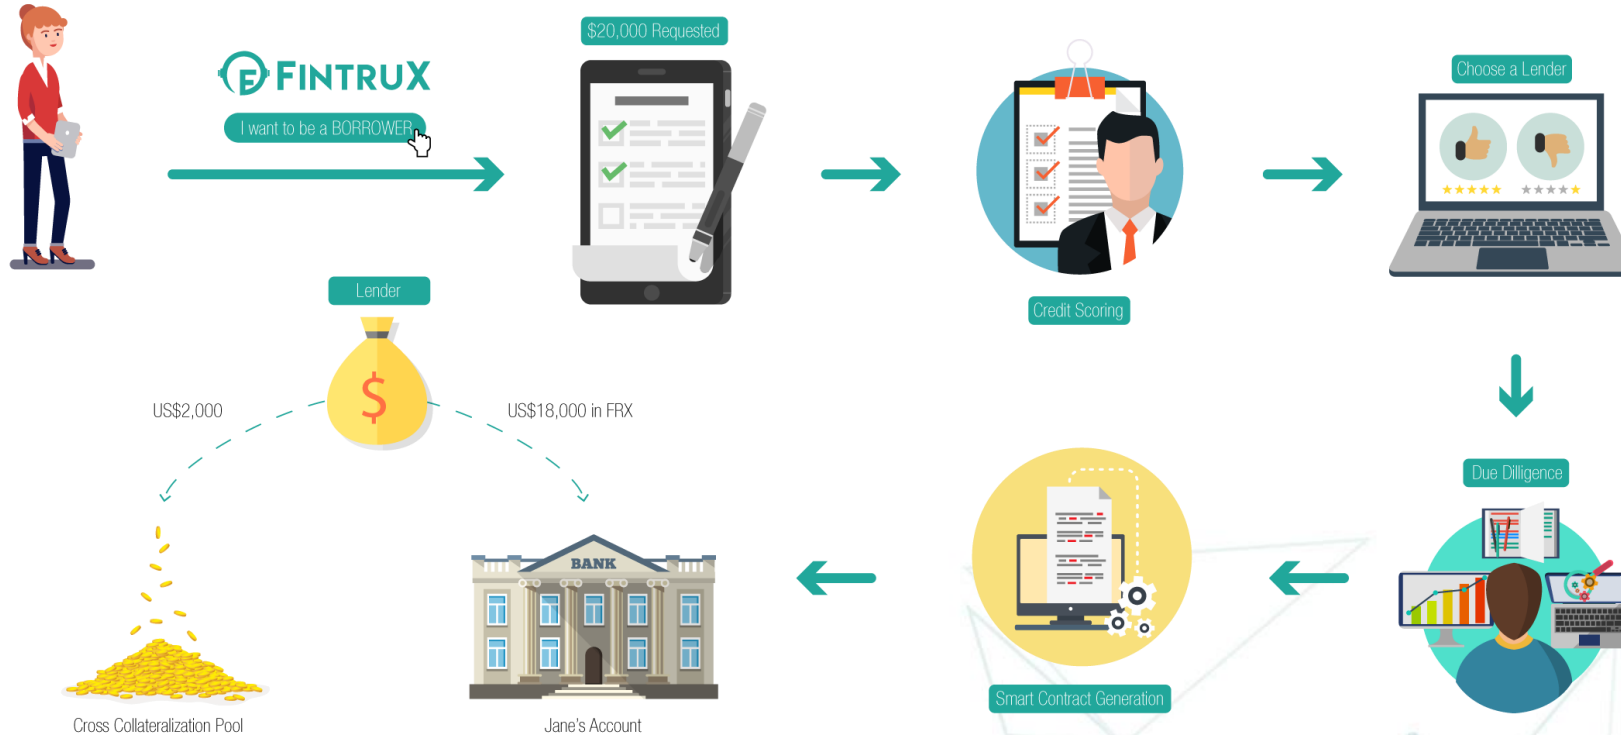 $20,000 Requested
FINTRUX
I want to be a BORROWER
Choose a Lender
Credit Scoring
Lender
$
US$2,000
US$18,000 in FRX
Due Dilligence
BANK
Smart Contract Generation
Cross Collateralization Pool
Jane's Account